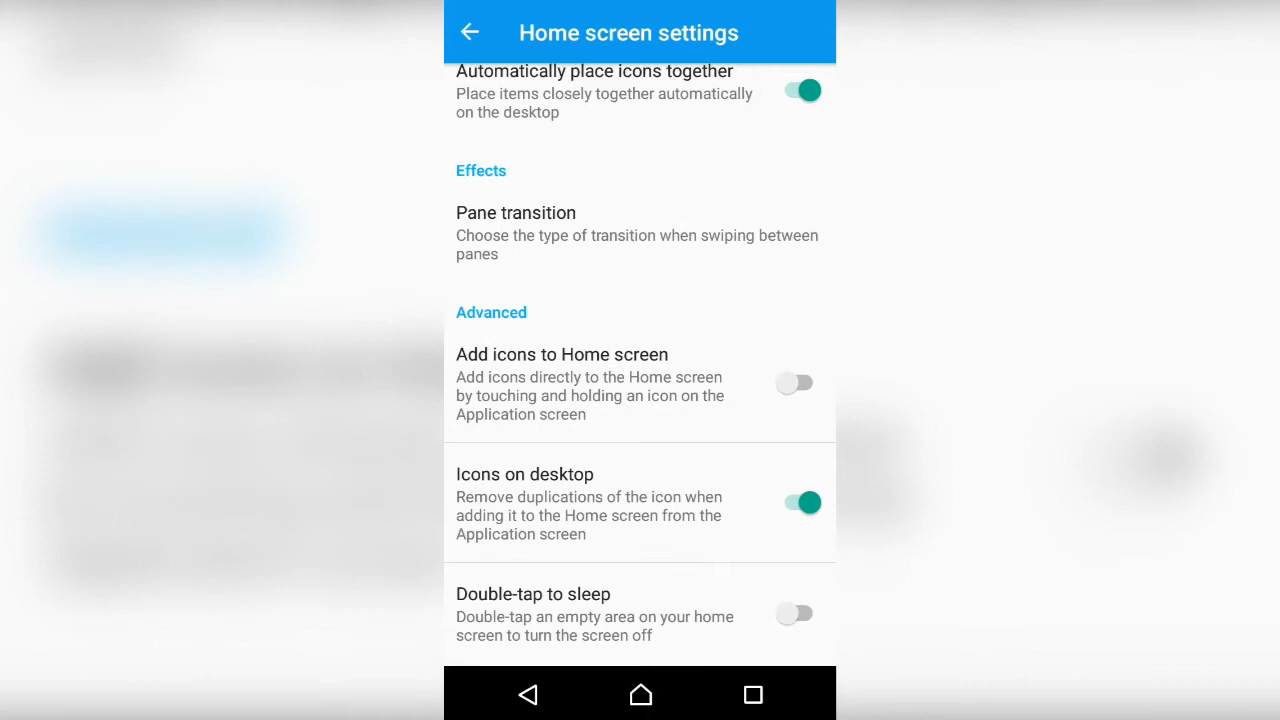 Home screen settings
Automatically place icons together
Place items closely together automatically
on the desktop
Effects
Pane transition
Choose the type of transition when swiping between
panes
Advanced
Add icons to Home screen
Add icons directly to the Home screen
by touching and holding an icon on the
Application screen
Icons on desktop
Remove duplications of the icon when
adding it to the Home screen from the
Application screen
Double-tap to sleep
Double-tap an empty area on your home
screen to turn the screen off